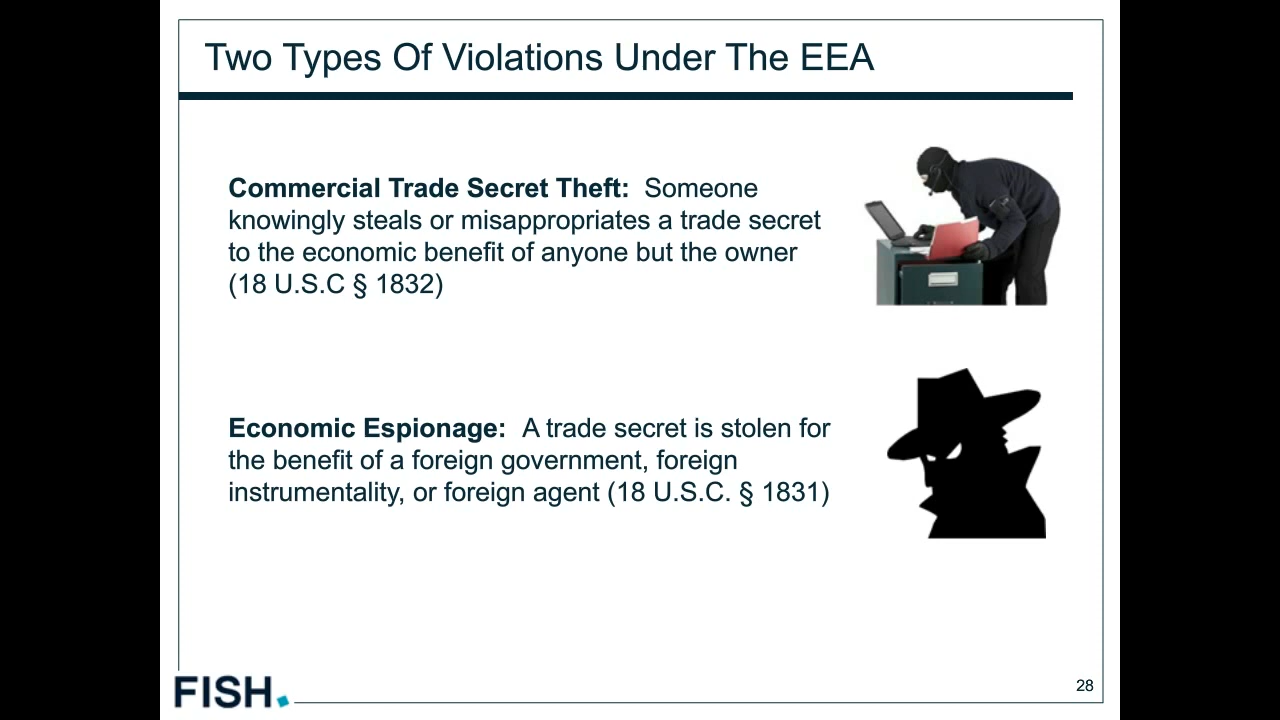 Two Types Of Violations Under The EEA
Commercial Trade Secret Theft: Someone
knowingly steals or misappropriates a trade secret
to the economic benefit of anyone but the owner
(18 U.S.C § 1832)
Economic Espionage: A trade secret is stolen for
the benefit of a foreign government, foreign
instrumentality, or foreign agent (18 U.S.C. § 1831)
FISH.
28